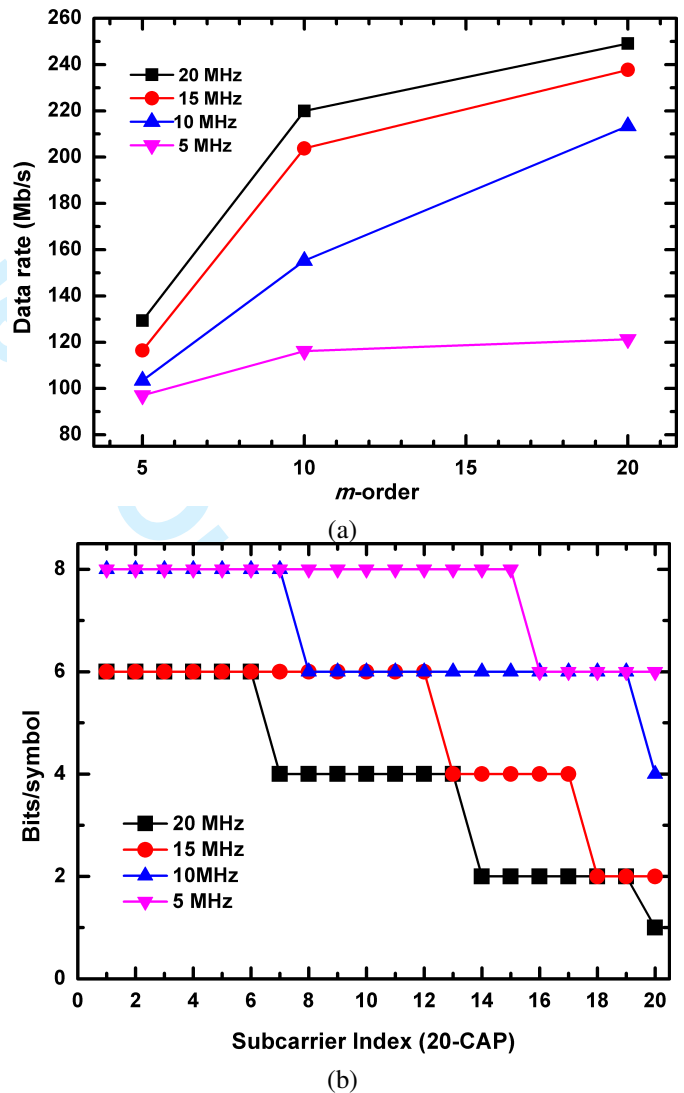 260
240
220
200
180
160
140
120
100
80
Data rate (Mb/s)
20 MHz
15 MHz
10 MHz
5 MHz
5 10 15 20
m-order
(a)
8
6
4
2
0
Bits/symbol
20 MHz
15 MHz
10MHz
5 MHz
0 2 4 6 8 10 12 14 16 18 20
Subcarrier Index (20-CAP)
(b)